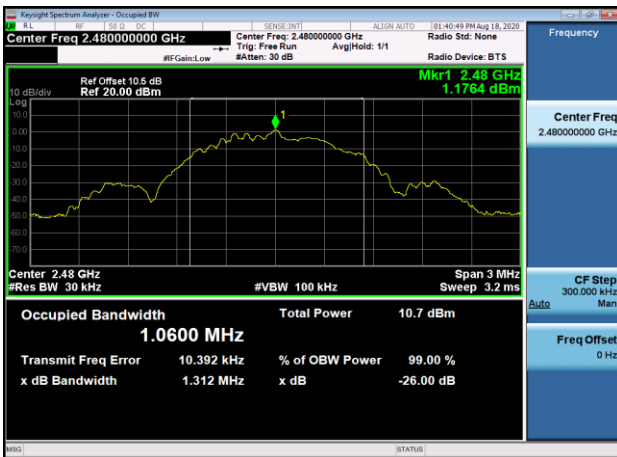 Keysight Spectrum Analyzer - Occupied BW
RL RF 50 Ω DC SENSE:INT ALIGN AUTO 01:40:49 PM Aug 18, 2020
Center Freq 2.480000000 GHz Center Freq: 2.480000000 GHz Radio Std: None
Trig: Free Run Avg|Hold: 1/1
#IFGain:Low #Atten: 30 dB Radio Device: BTS
Frequency
Ref Offset 10.5 dB Mkr1 2.48 GHz
10 dB/div Ref 20.00 dBm 1.1764 dBm
Log
10.0
1
0.00
-10.0
-20.0
-30.0
-40.0
-50.0
-60.0
-70.0
Center Freq
2.480000000 GHz
Center 2.48 GHz Span 3 MHz
#Res BW 30 kHz #VBW 100 kHz Sweep 3.2 ms
CF Step
300.000 kHz
Auto Man
Occupied Bandwidth Total Power 10.7 dBm
1.0600 MHz
Transmit Freq Error 10.392 kHz % of OBW Power 99.00 %
x dB Bandwidth 1.312 MHz x dB -26.00 dB
Freq Offset
0 Hz
MSG STATUS